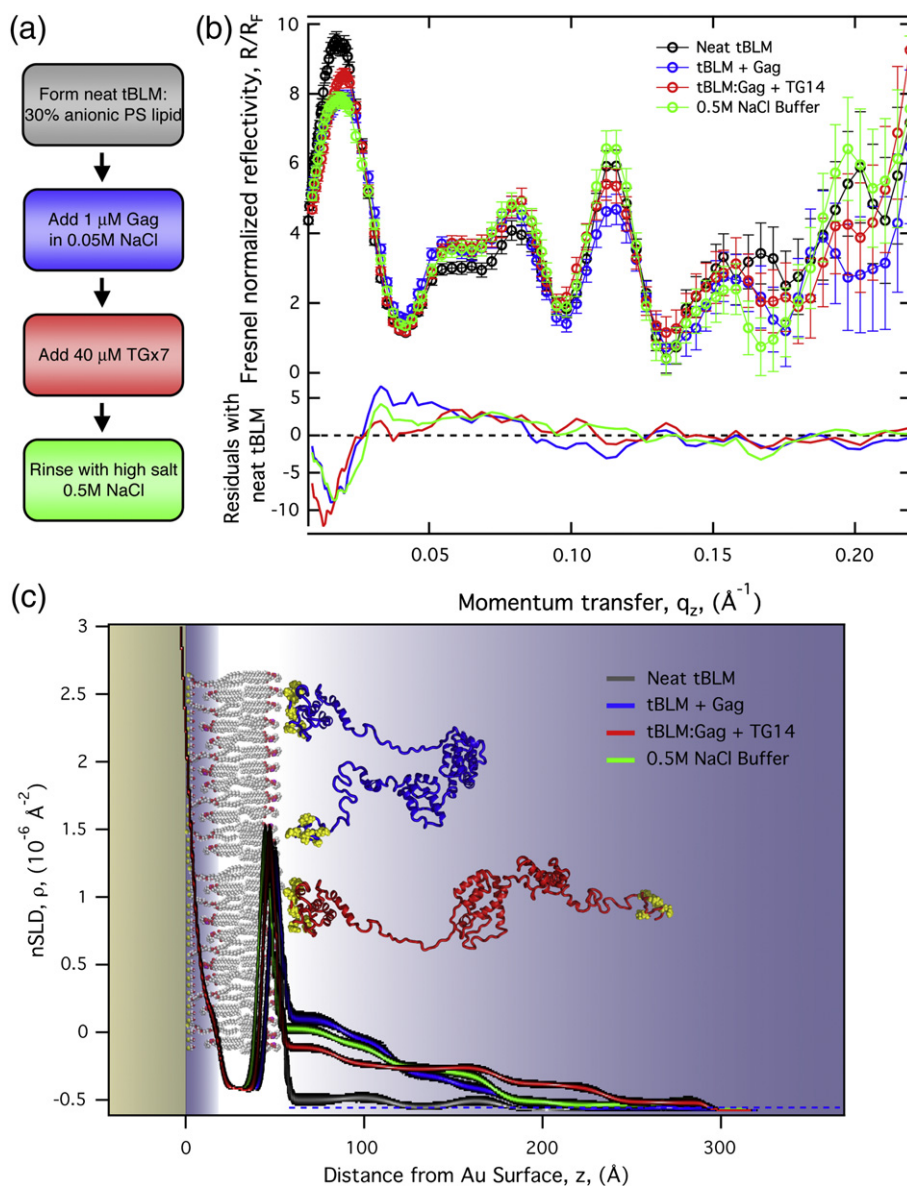 (a)
Form neat tBLM:
30% anionic PS lipid
Add 1 µM Gag
in 0.05M NaCl
Add 40 µM TGx7
Rinse with high salt
0.5M NaCl
(b)
Fresnel normalized reflectivity, R/R_F
10
8
6
4
2
0
Neat tBLM
tBLM + Gag
tBLM:Gag + TG14
0.5M NaCl Buffer
Residuals with
neat tBLM
5
0
-5
-10
0.05
0.10
0.15
0.20
Momentum transfer, q_z, (Å⁻¹)
(c)
nSLD, ρ, (10⁻⁶ Å⁻²)
3
2.5
2
1.5
1
0.5
0
-0.5
Neat tBLM
tBLM + Gag
tBLM:Gag + TG14
0.5M NaCl Buffer
0
100
200
300
Distance from Au Surface, z, (Å)